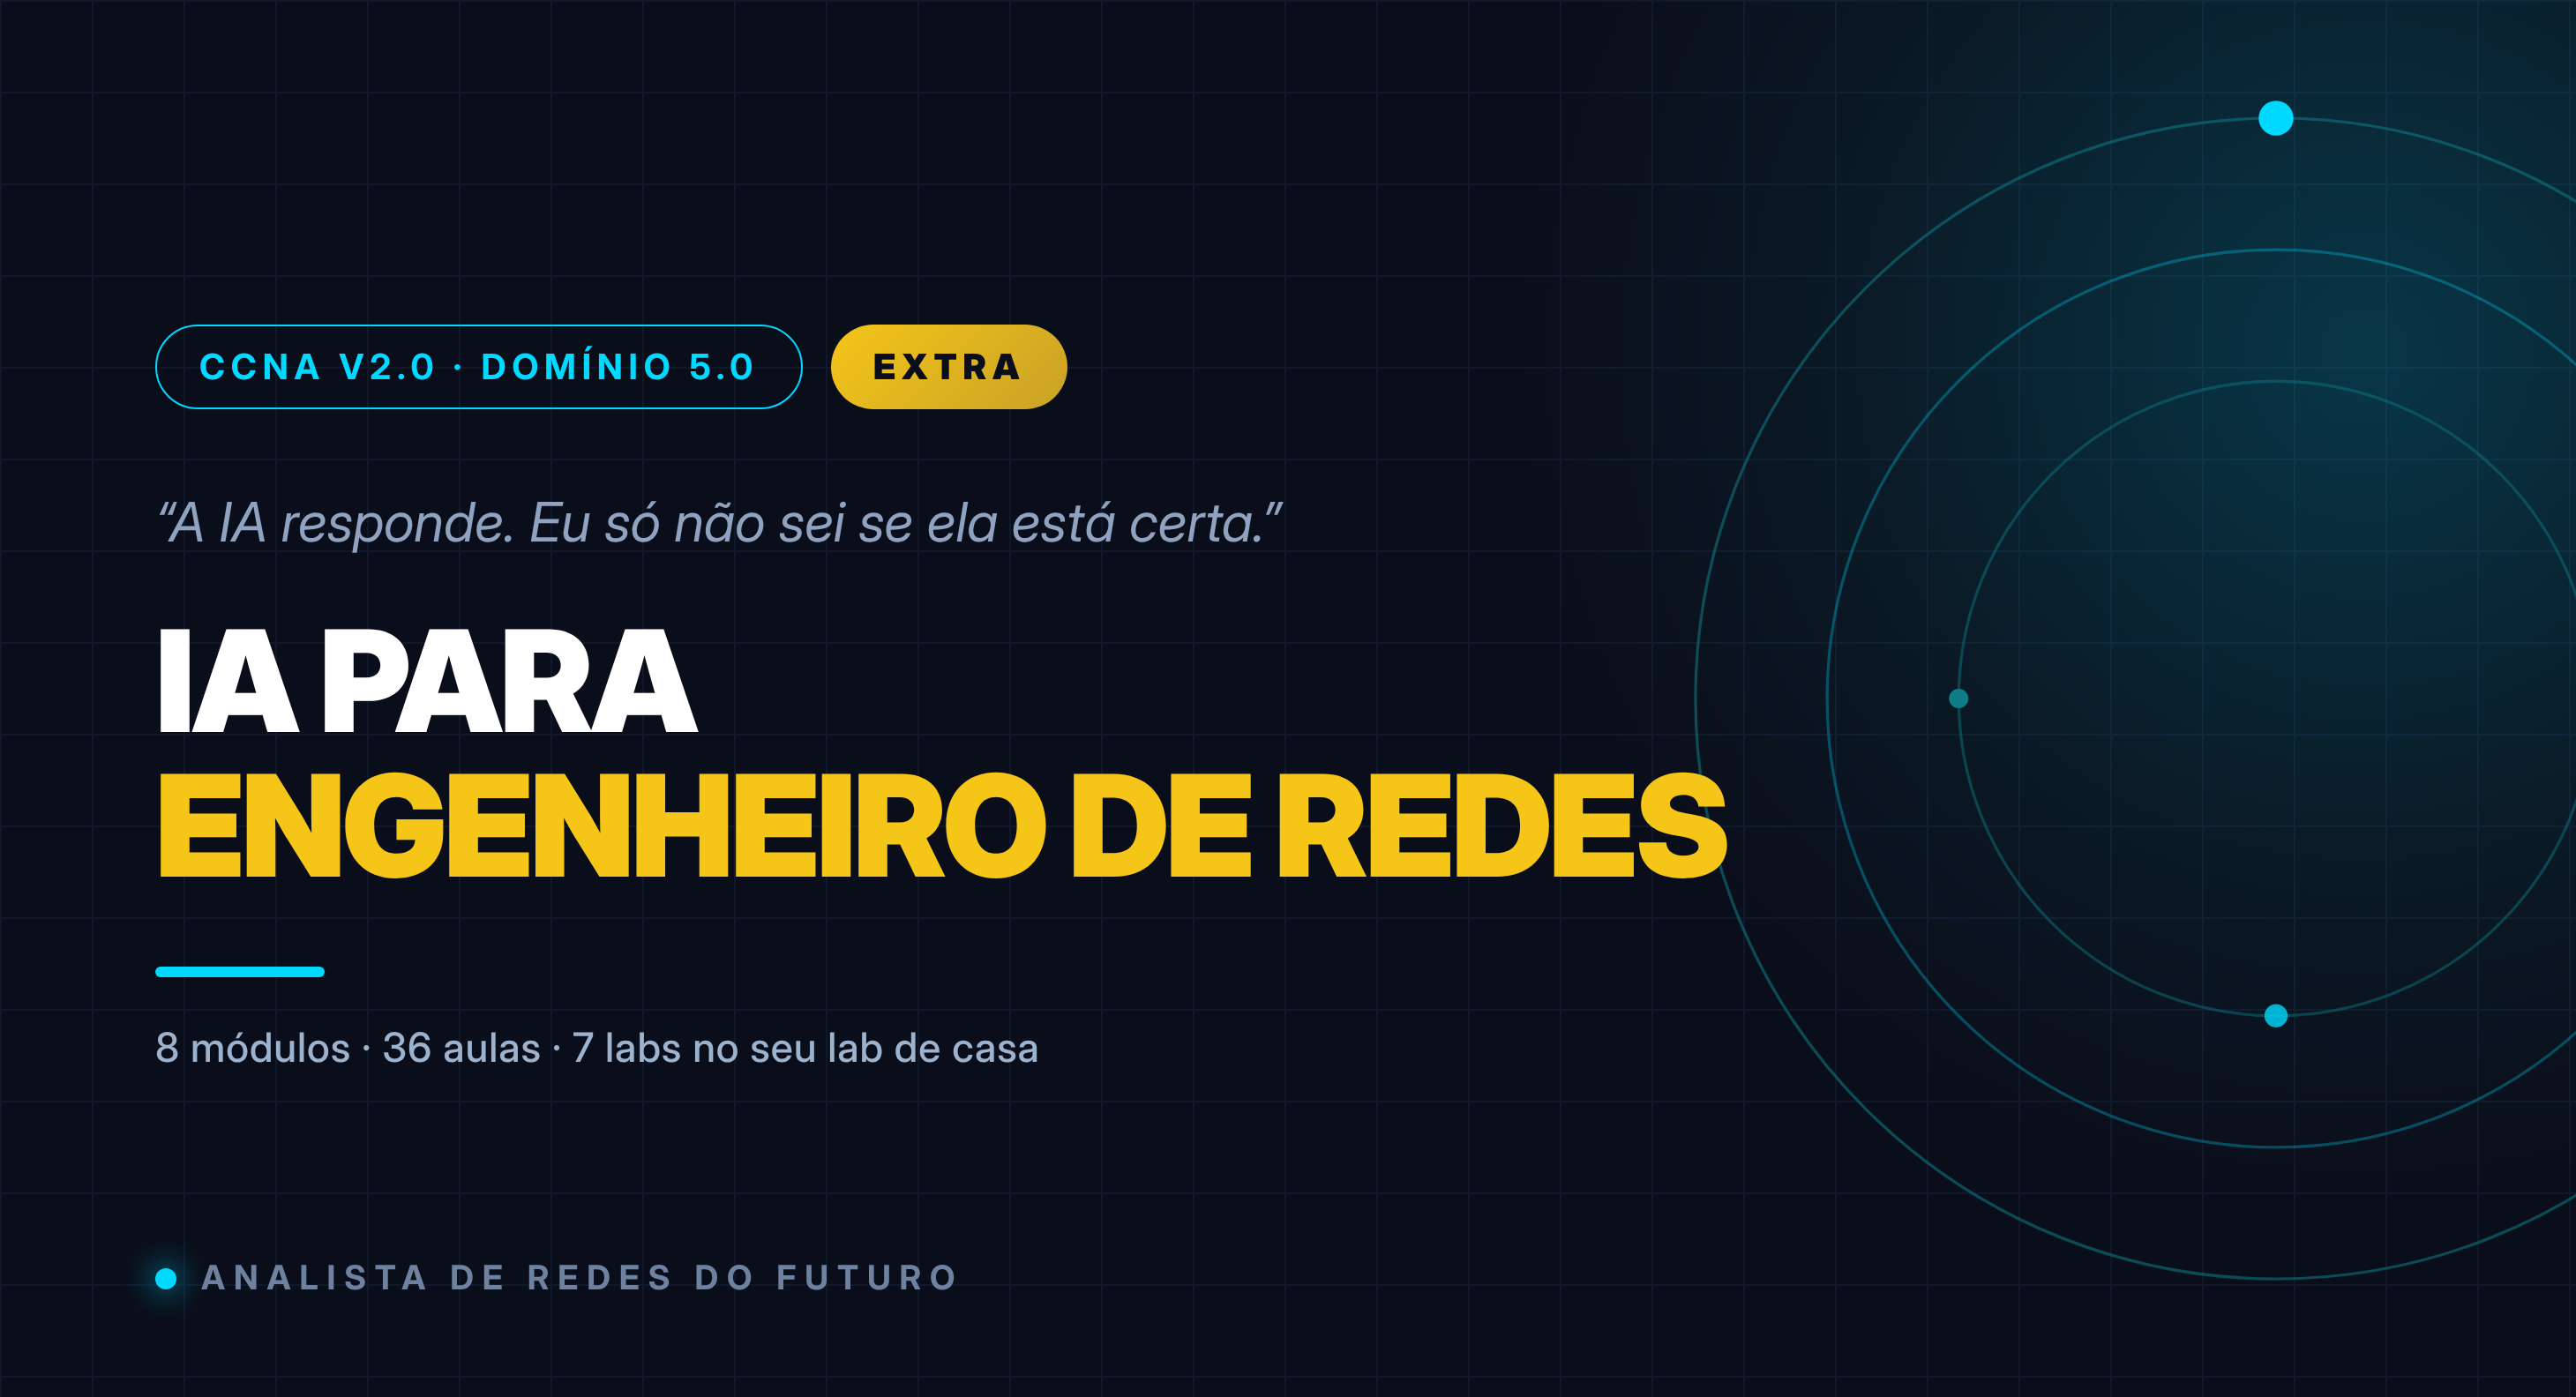 CCNA V2.0 · DOMÍNIO 5.0
EXTRA
“A IA responde. Eu só não sei se ela está certa.”
IA PARA
ENGENHEIRO DE REDES
8 módulos · 36 aulas · 7 labs no seu lab de casa
ANALISTA DE REDES DO FUTURO